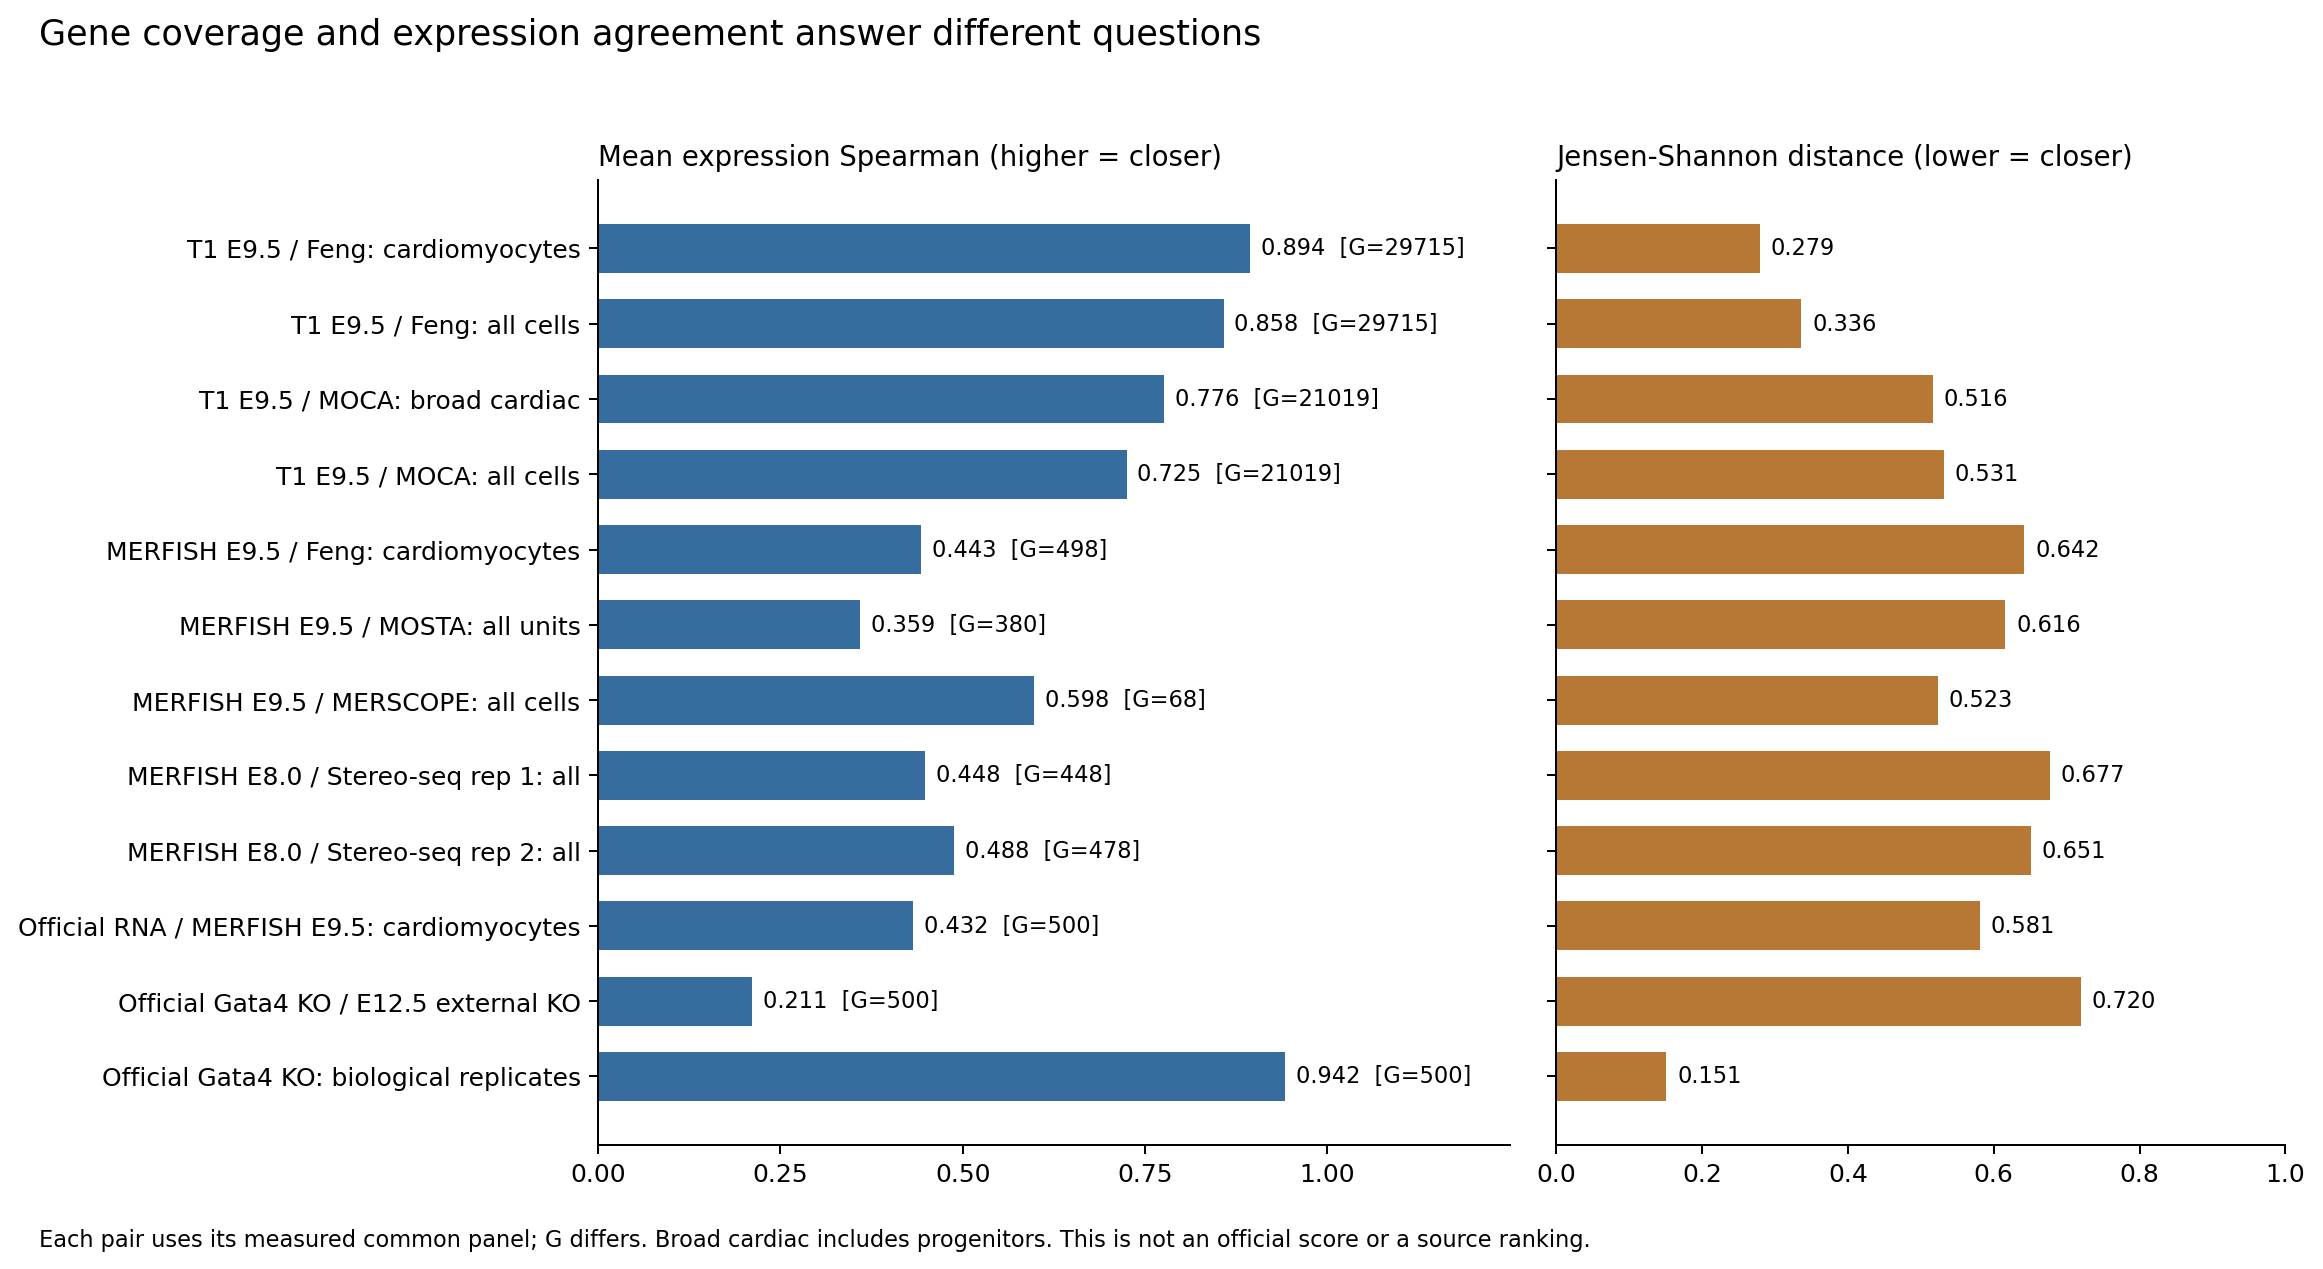 Gene coverage and expression agreement answer different questions
Mean expression Spearman (higher = closer)
Jensen-Shannon distance (lower = closer)
T1 E9.5 / Feng: cardiomyocytes 0.894 [G=29715] 0.279
T1 E9.5 / Feng: all cells 0.858 [G=29715] 0.336
T1 E9.5 / MOCA: broad cardiac 0.776 [G=21019] 0.516
T1 E9.5 / MOCA: all cells 0.725 [G=21019] 0.531
MERFISH E9.5 / Feng: cardiomyocytes 0.443 [G=498] 0.642
MERFISH E9.5 / MOSTA: all units 0.359 [G=380] 0.616
MERFISH E9.5 / MERSCOPE: all cells 0.598 [G=68] 0.523
MERFISH E8.0 / Stereo-seq rep 1: all 0.448 [G=448] 0.677
MERFISH E8.0 / Stereo-seq rep 2: all 0.488 [G=478] 0.651
Official RNA / MERFISH E9.5: cardiomyocytes 0.432 [G=500] 0.581
Official Gata4 KO / E12.5 external KO 0.211 [G=500] 0.720
Official Gata4 KO: biological replicates 0.942 [G=500] 0.151
0.00 0.25 0.50 0.75 1.00
0.0 0.2 0.4 0.6 0.8 1.0
Each pair uses its measured common panel; G differs. Broad cardiac includes progenitors. This is not an official score or a source ranking.